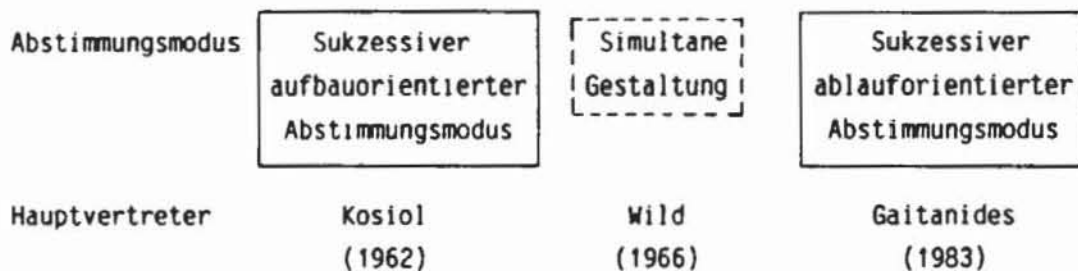 Abstimmungsmodus Sukzessiver Simultane Sukzessiver
aufbauorientierter Gestaltung ablauforientierter
Abstimmungsmodus Abstimmungsmodus
Hauptvertreter Kosiol Wild Gaitanides
(1962) (1966) (1983)